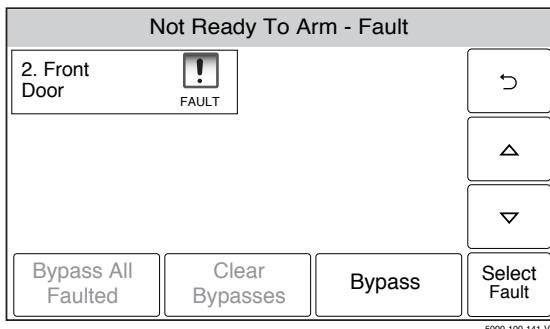 Not Ready To Arm - Fault
2. Front
Door
FAULT
Bypass All
Faulted
Clear
Bypasses
Bypass
Select
Fault